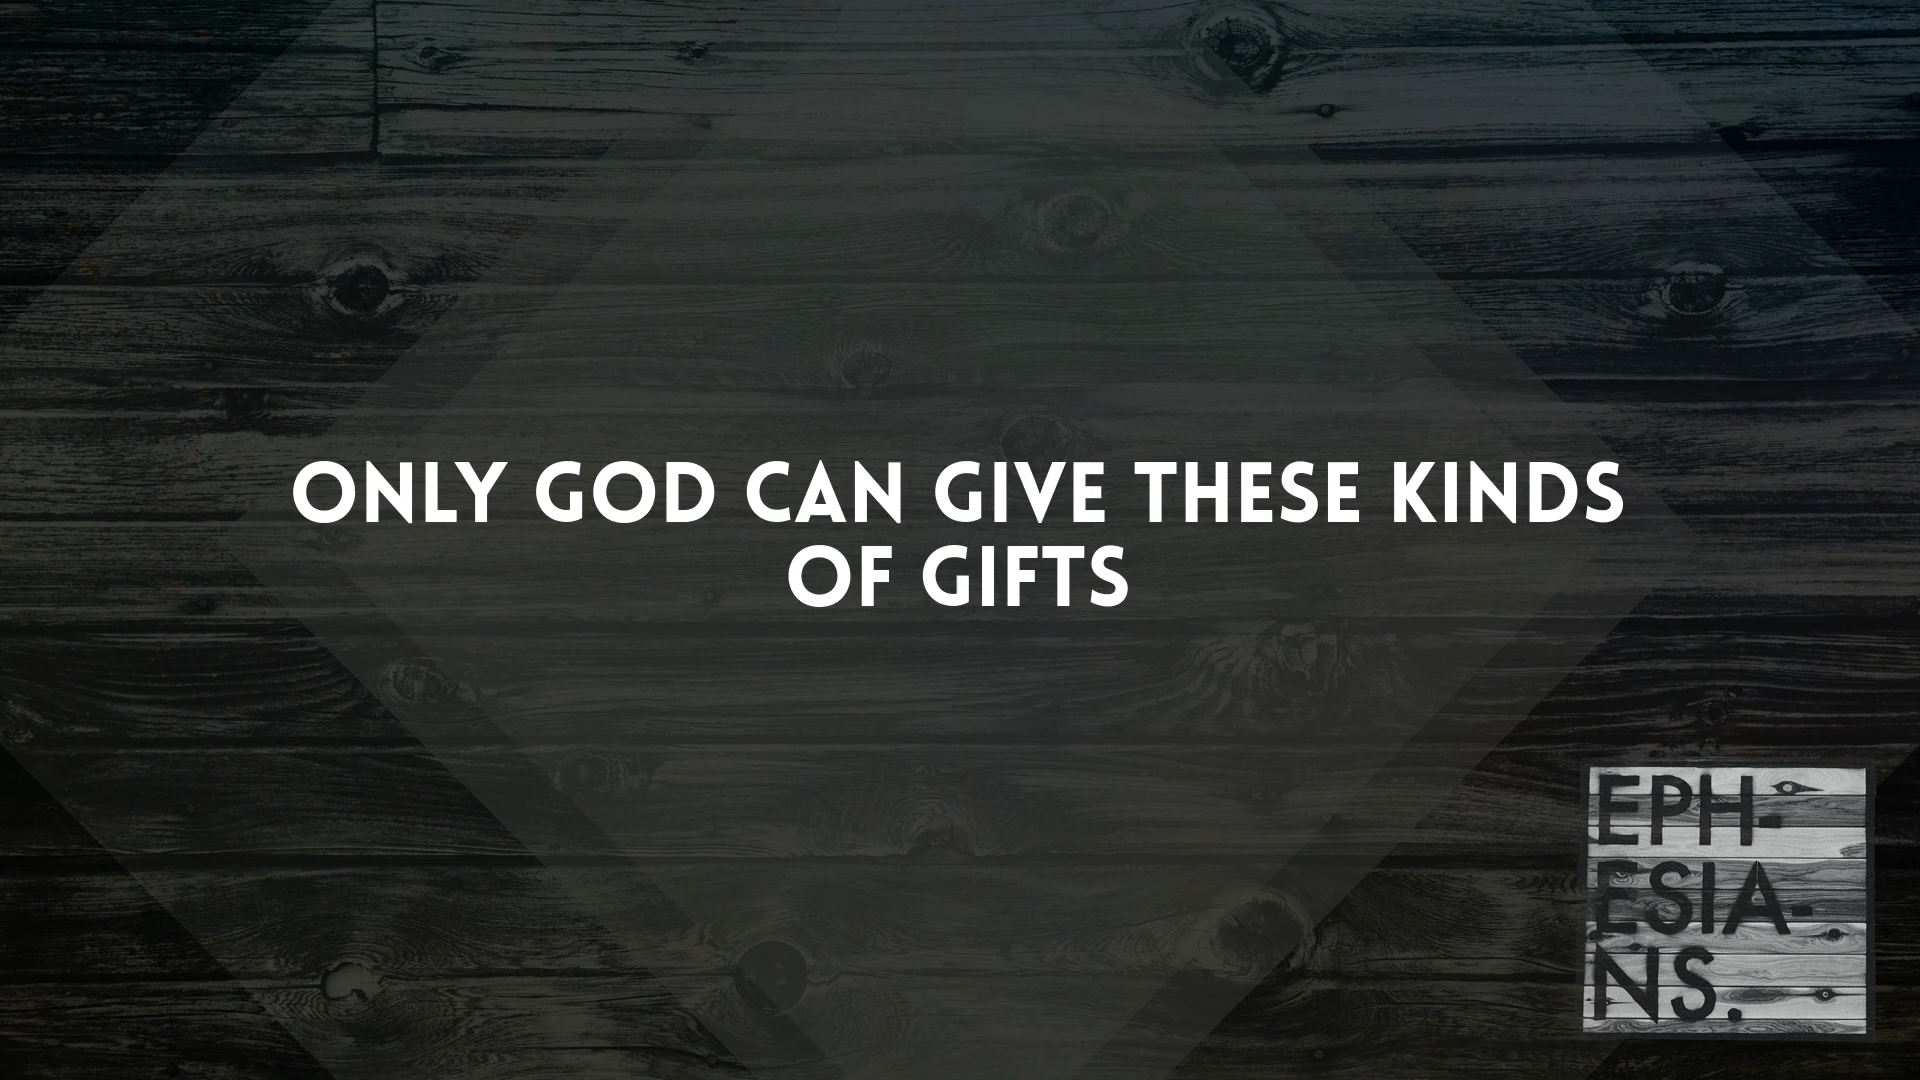 ONLY GOD CAN GIVE THESE KINDS
OF GIFTS
EPH-
ESIA-
NS.